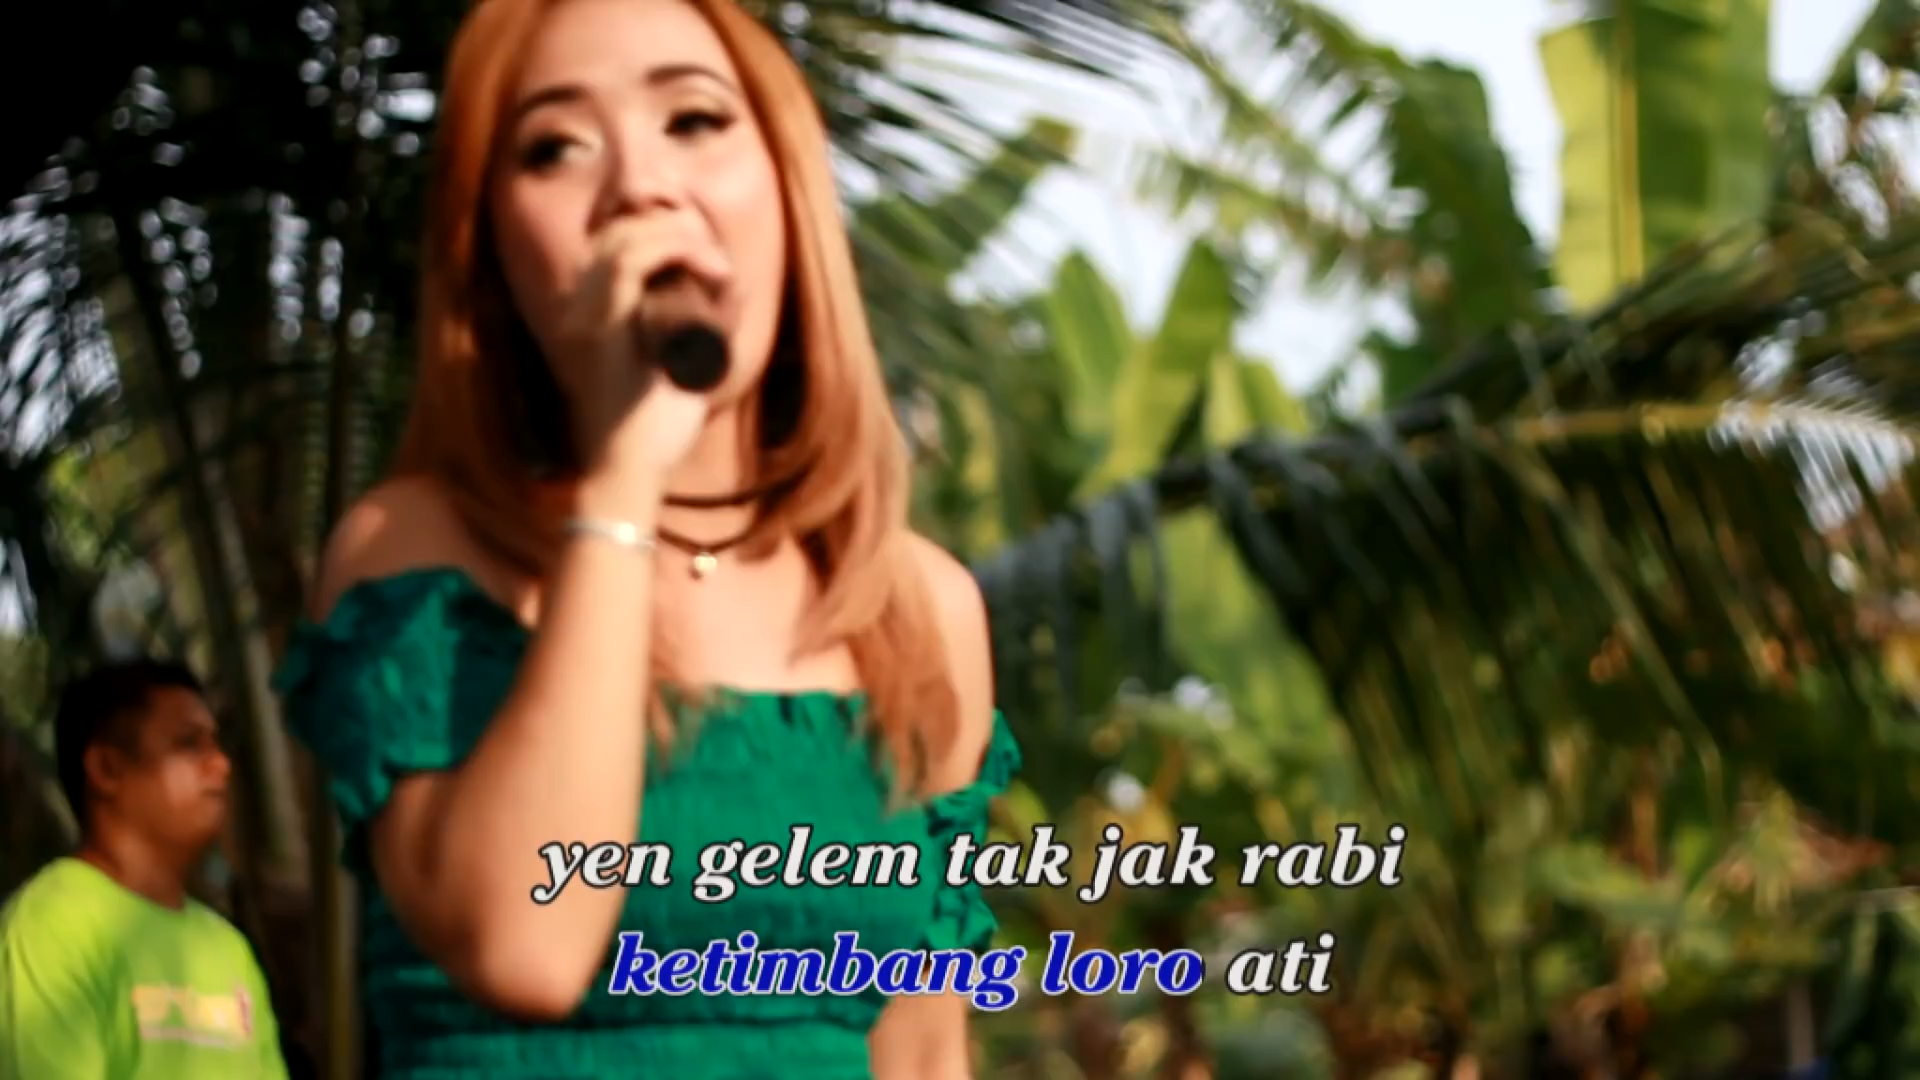 yen gelem tak jak rabi
ketimbang loro ati